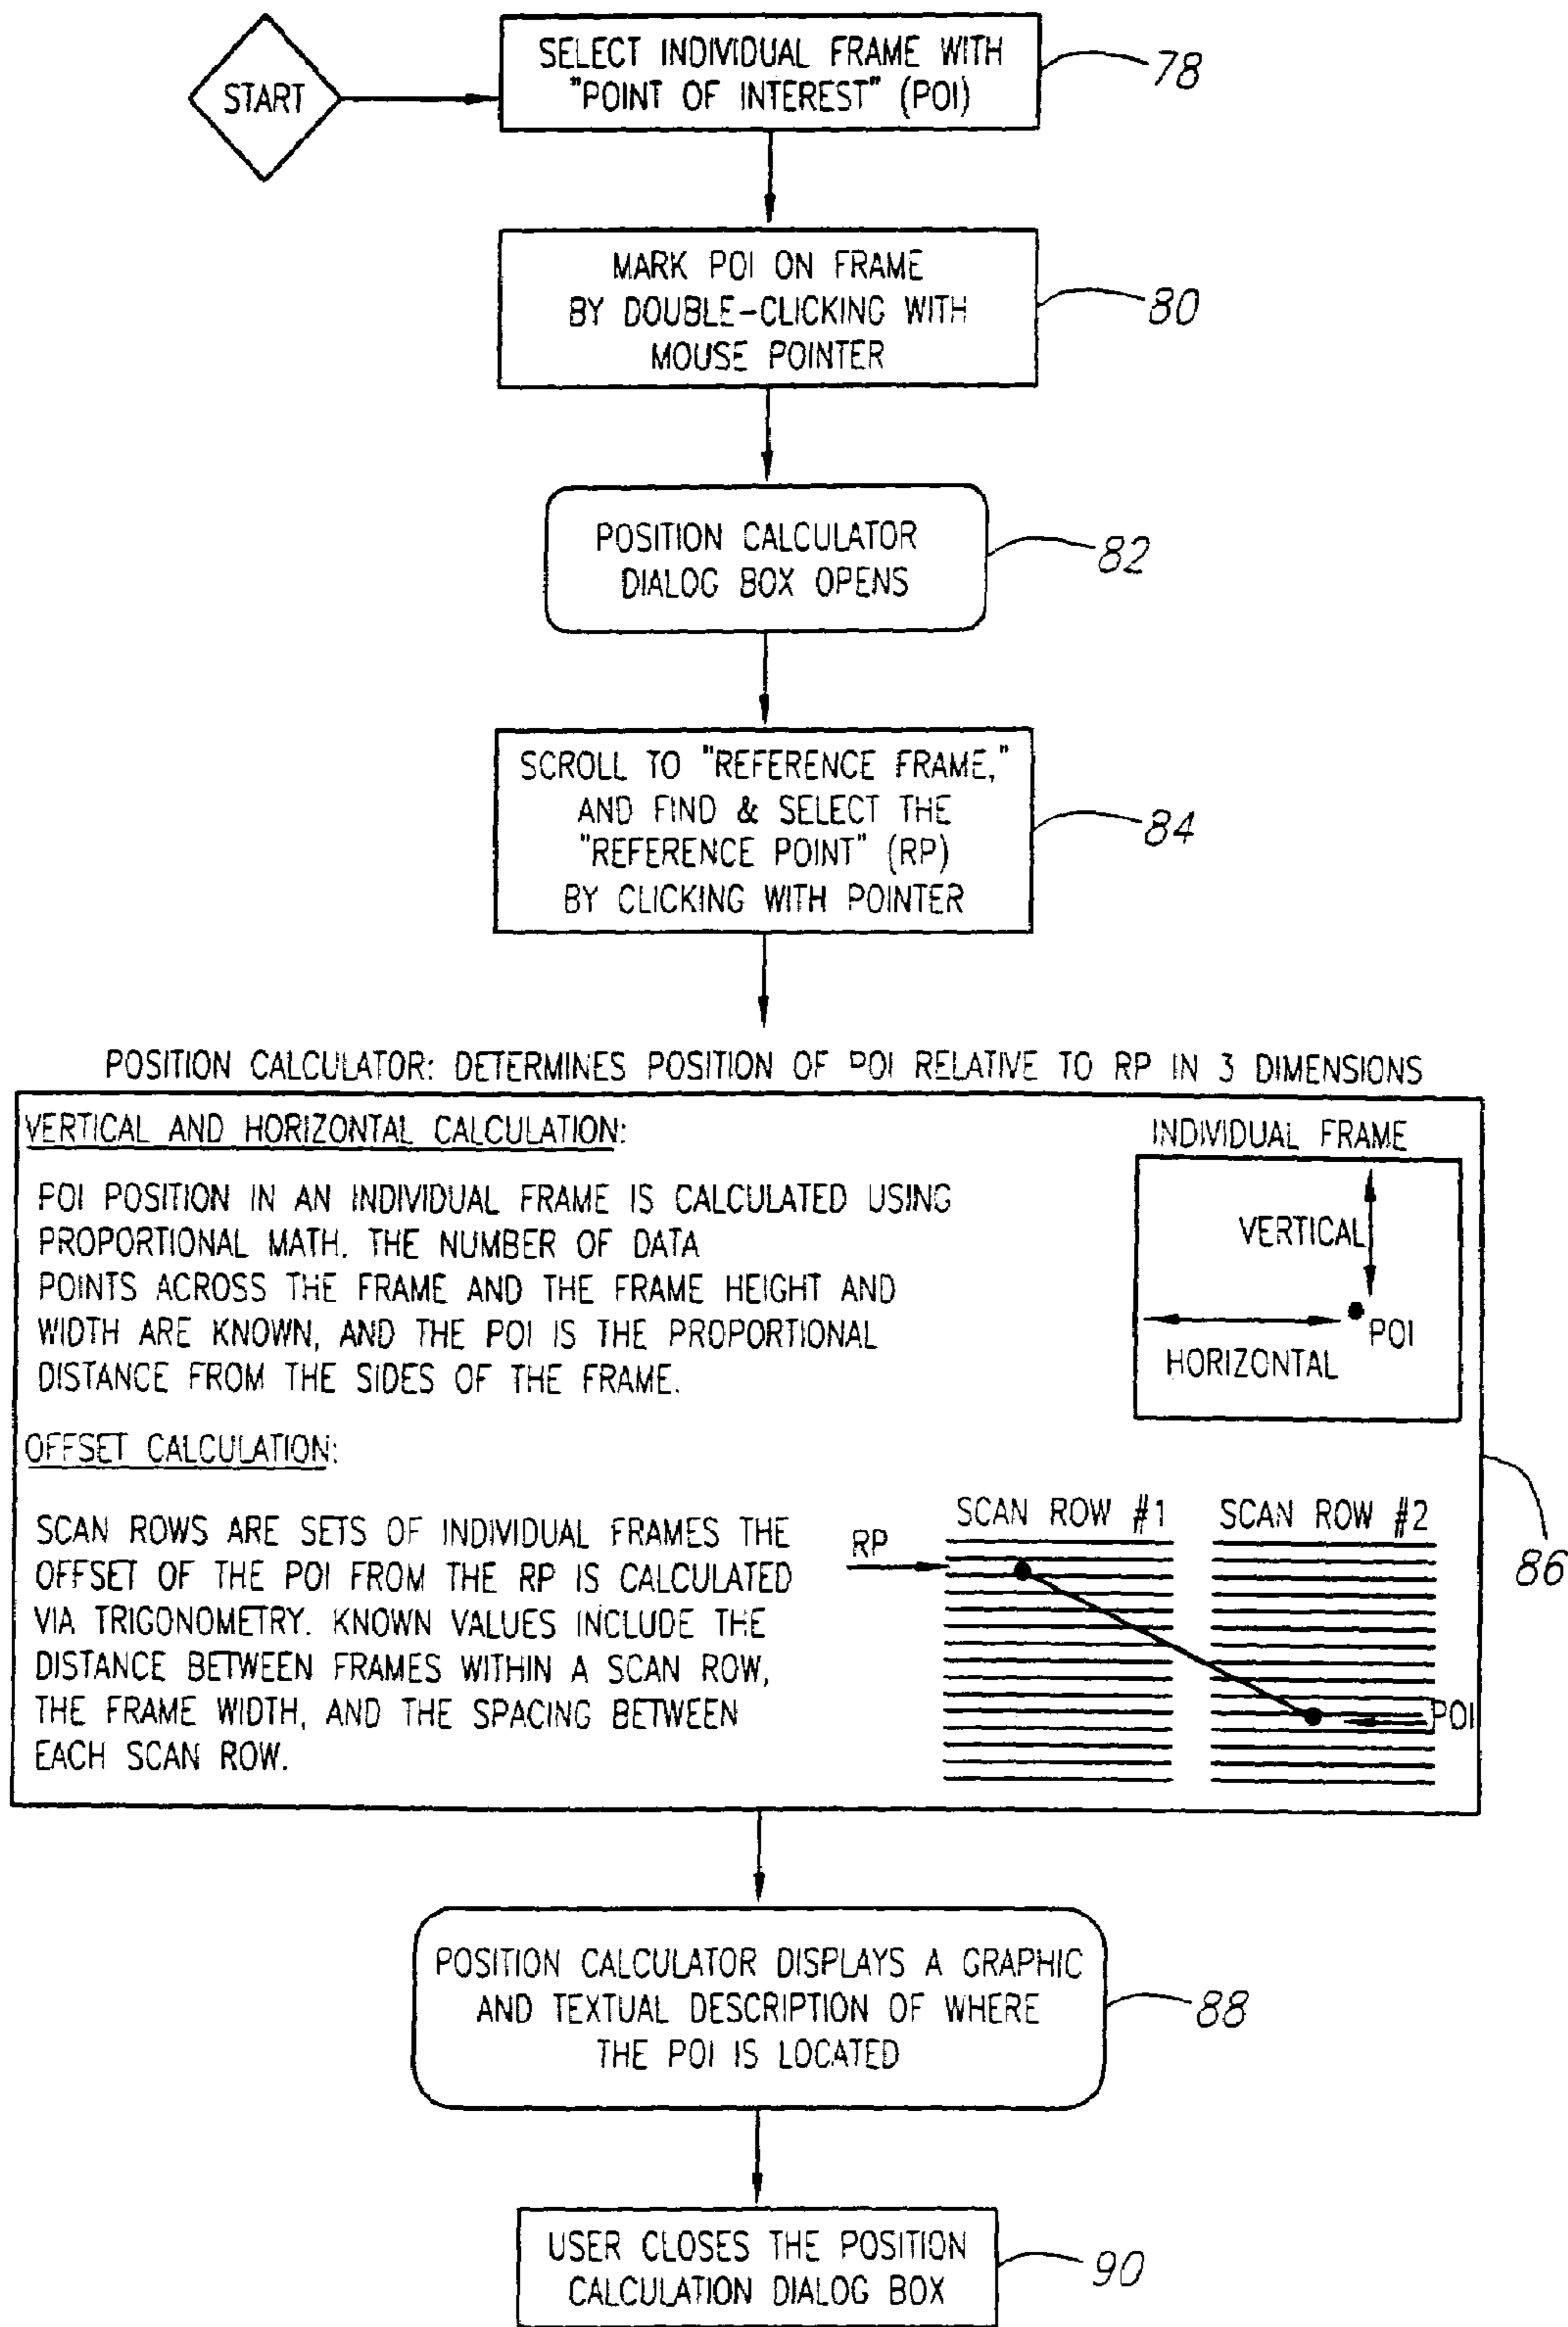 START
SELECT INDIVIDUAL FRAME WITH
"POINT OF INTEREST" (POI)
78
MARK POI ON FRAME
BY DOUBLE-CLICKING WITH
MOUSE POINTER
80
POSITION CALCULATOR
DIALOG BOX OPENS
82
SCROLL TO "REFERENCE FRAME,"
AND FIND & SELECT THE
"REFERENCE POINT" (RP)
BY CLICKING WITH POINTER
84
POSITION CALCULATOR: DETERMINES POSITION OF POI RELATIVE TO RP IN 3 DIMENSIONS
VERTICAL AND HORIZONTAL CALCULATION:
POI POSITION IN AN INDIVIDUAL FRAME IS CALCULATED USING
PROPORTIONAL MATH. THE NUMBER OF DATA
POINTS ACROSS THE FRAME AND THE FRAME HEIGHT AND
WIDTH ARE KNOWN, AND THE POI IS THE PROPORTIONAL
DISTANCE FROM THE SIDES OF THE FRAME.
INDIVIDUAL FRAME
VERTICAL
POI
HORIZONTAL
OFFSET CALCULATION:
SCAN ROWS ARE SETS OF INDIVIDUAL FRAMES THE
OFFSET OF THE POI FROM THE RP IS CALCULATED
VIA TRIGONOMETRY. KNOWN VALUES INCLUDE THE
DISTANCE BETWEEN FRAMES WITHIN A SCAN ROW,
THE FRAME WIDTH, AND THE SPACING BETWEEN
EACH SCAN ROW.
SCAN ROW #1
SCAN ROW #2
RP
POI
86
POSITION CALCULATOR DISPLAYS A GRAPHIC
AND TEXTUAL DESCRIPTION OF WHERE
THE POI IS LOCATED
88
USER CLOSES THE POSITION
CALCULATION DIALOG BOX
90